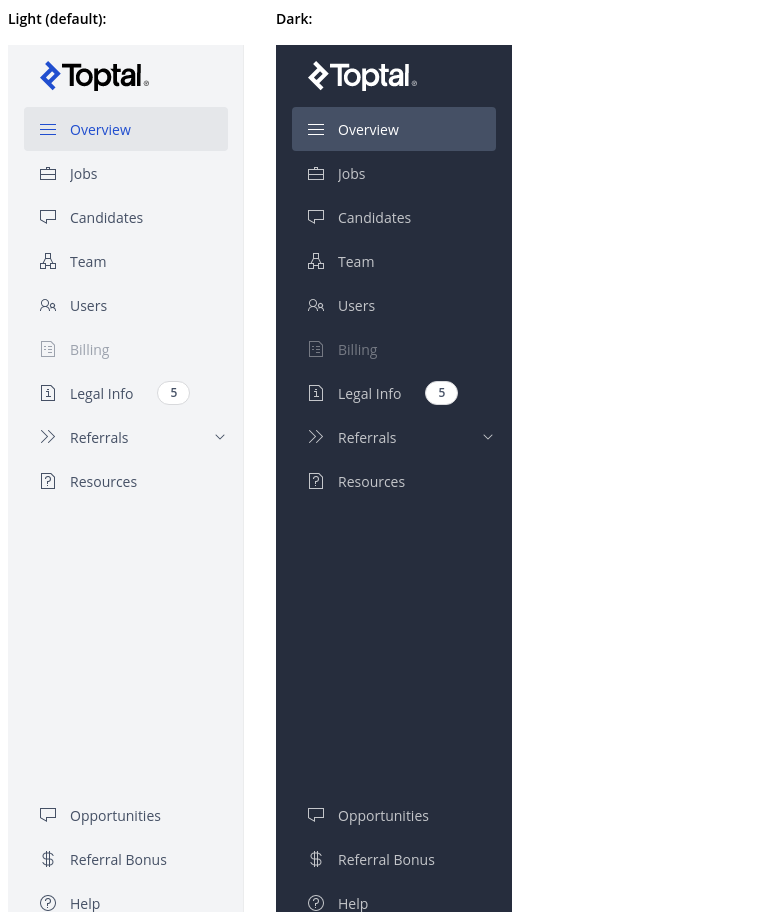 Light (default):
Toptal®
Overview
Jobs
Candidates
Team
Users
Billing
Legal Info 5
Referrals
Resources
Opportunities
Referral Bonus
Help
Dark:
Toptal®
Overview
Jobs
Candidates
Team
Users
Billing
Legal Info 5
Referrals
Resources
Opportunities
Referral Bonus
Help